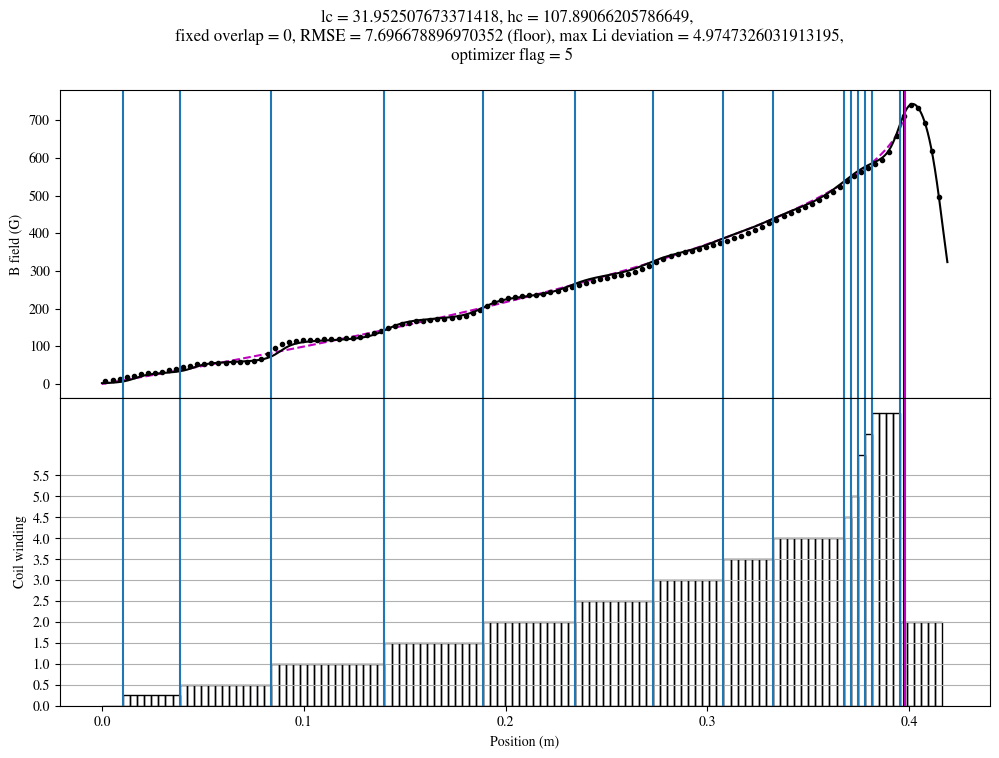 lc = 31.952507673371418, hc = 107.89066205786649,
fixed overlap = 0, RMSE = 7.696678896970352 (floor), max Li deviation = 4.9747326031913195,
optimizer flag = 5
700
600
500
400
300
200
100
0
B field (G)
5.5
5.0
4.5
4.0
3.5
3.0
2.5
2.0
1.5
1.0
0.5
0.0
Coil winding
0.0 0.1 0.2 0.3 0.4
Position (m)